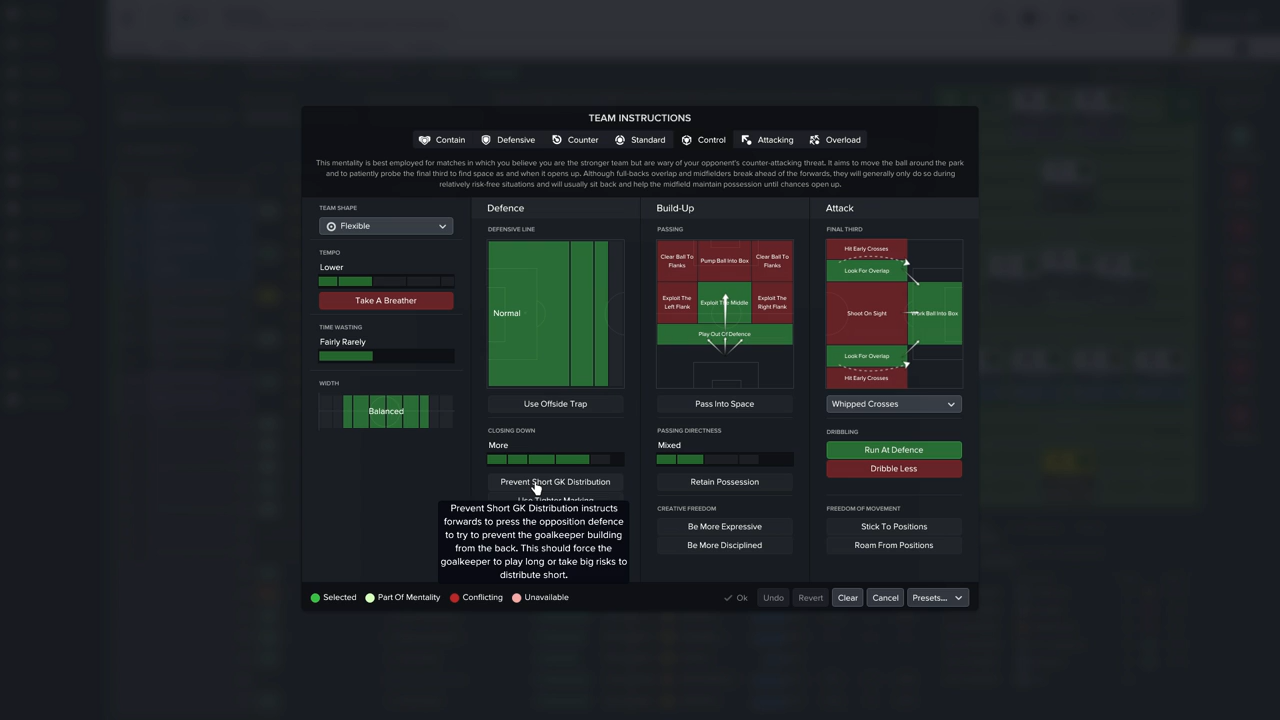 TEAM INSTRUCTIONS
Contain
Defensive
Counter
Standard
Control
Attacking
Overload
This mentality is best employed for matches in which you believe you are the stronger team but are wary of your opponent's counter-attacking threat. It aims to move the ball around the park
and to patiently probe the final third to find space as and when it opens up. Although full-backs overlap and midfielders break ahead of the forwards, they will generally only do so during
relatively risk-free situations and will usually sit back and help the midfield maintain possession until chances open up.
TEAM SHAPE
Flexible
TEMPO
Lower
Take A Breather
TIME WASTING
Fairly Rarely
WIDTH
Balanced
Defence
DEFENSIVE LINE
Normal
Use Offside Trap
CLOSING DOWN
More
Prevent Short GK Distribution
Use Tighter Marking
Prevent Short GK Distribution instructs
forwards to press the opposition defence
to try to prevent the goalkeeper building
from the back. This should force the
goalkeeper to play long or take big risks to
distribute short.
Build-Up
PASSING
Clear Ball To
Flanks
Pump Ball Into Box
Clear Ball To
Flanks
Exploit The
Left Flank
Exploit The Middle
Exploit The
Right Flank
Play Out Of Defence
Pass Into Space
PASSING DIRECTNESS
Mixed
Retain Possession
CREATIVE FREEDOM
Be More Expressive
Be More Disciplined
Attack
FINAL THIRD
Hit Early Crosses
Look For Overlap
Shoot On Sight
Work Ball Into Box
Look For Overlap
Hit Early Crosses
Whipped Crosses
DRIBBLING
Run At Defence
Dribble Less
FREEDOM OF MOVEMENT
Stick To Positions
Roam From Positions
Selected
Part Of Mentality
Conflicting
Unavailable
Ok
Undo
Revert
Clear
Cancel
Presets...